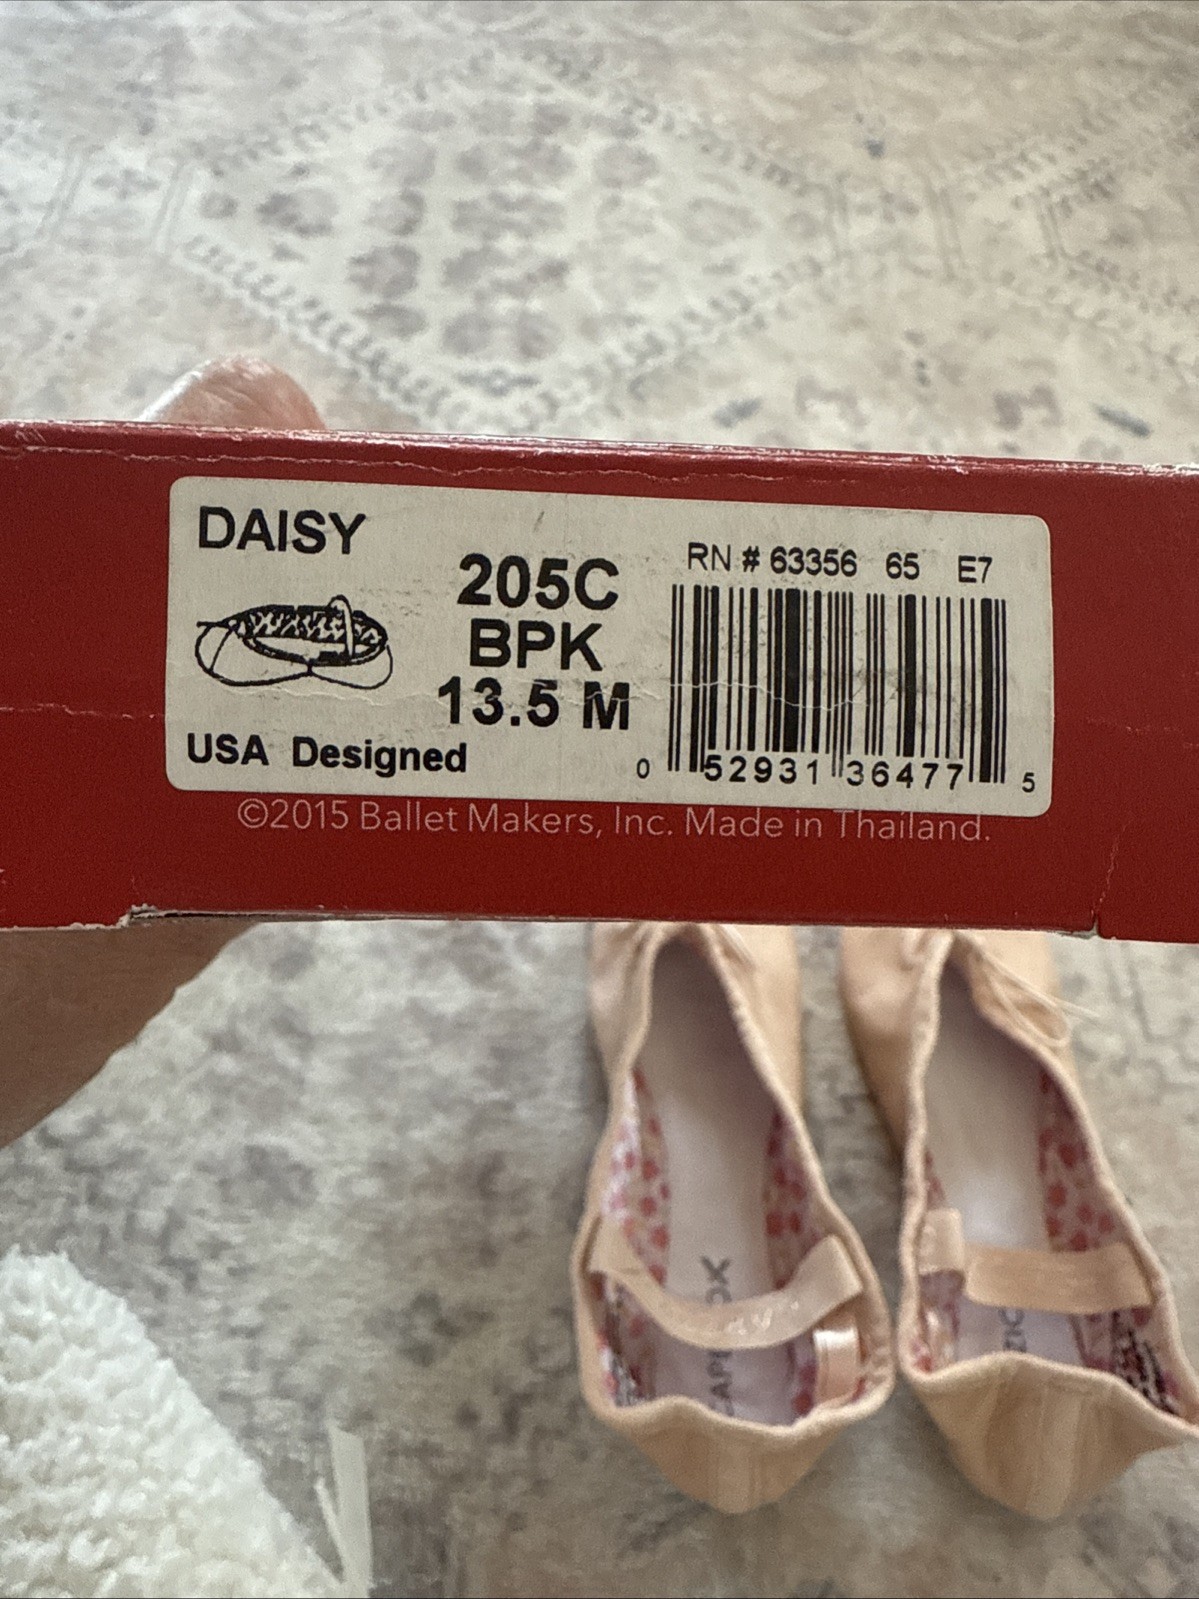 DAISY
205C
BPK
13.5 M
USA Designed
RN # 63356 65 E7
0 52931 36477 5
©2015 Ballet Makers, Inc. Made in Thailand.